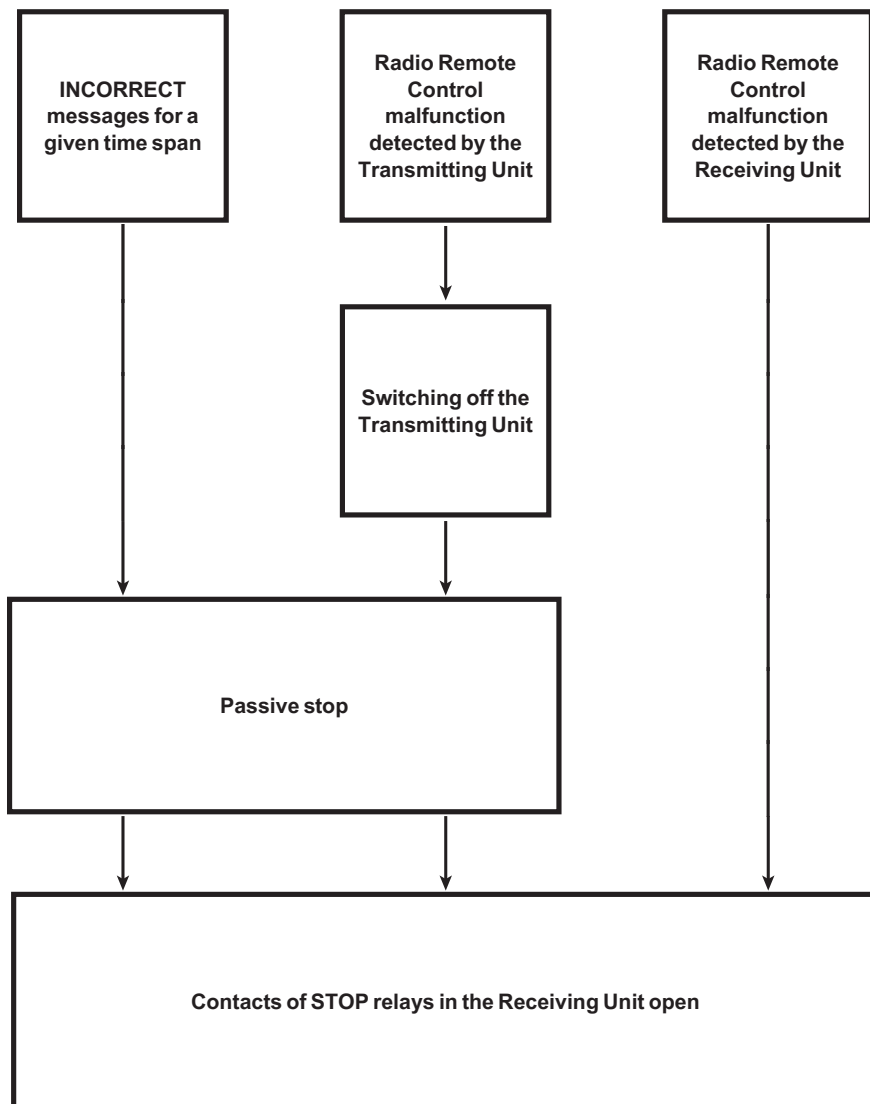 INCORRECT
messages for a
given time span
Radio Remote
Control
malfunction
detected by the
Transmitting Unit
Radio Remote
Control
malfunction
detected by the
Receiving Unit
Switching off the
Transmitting Unit
Passive stop
Contacts of STOP relays in the Receiving Unit open